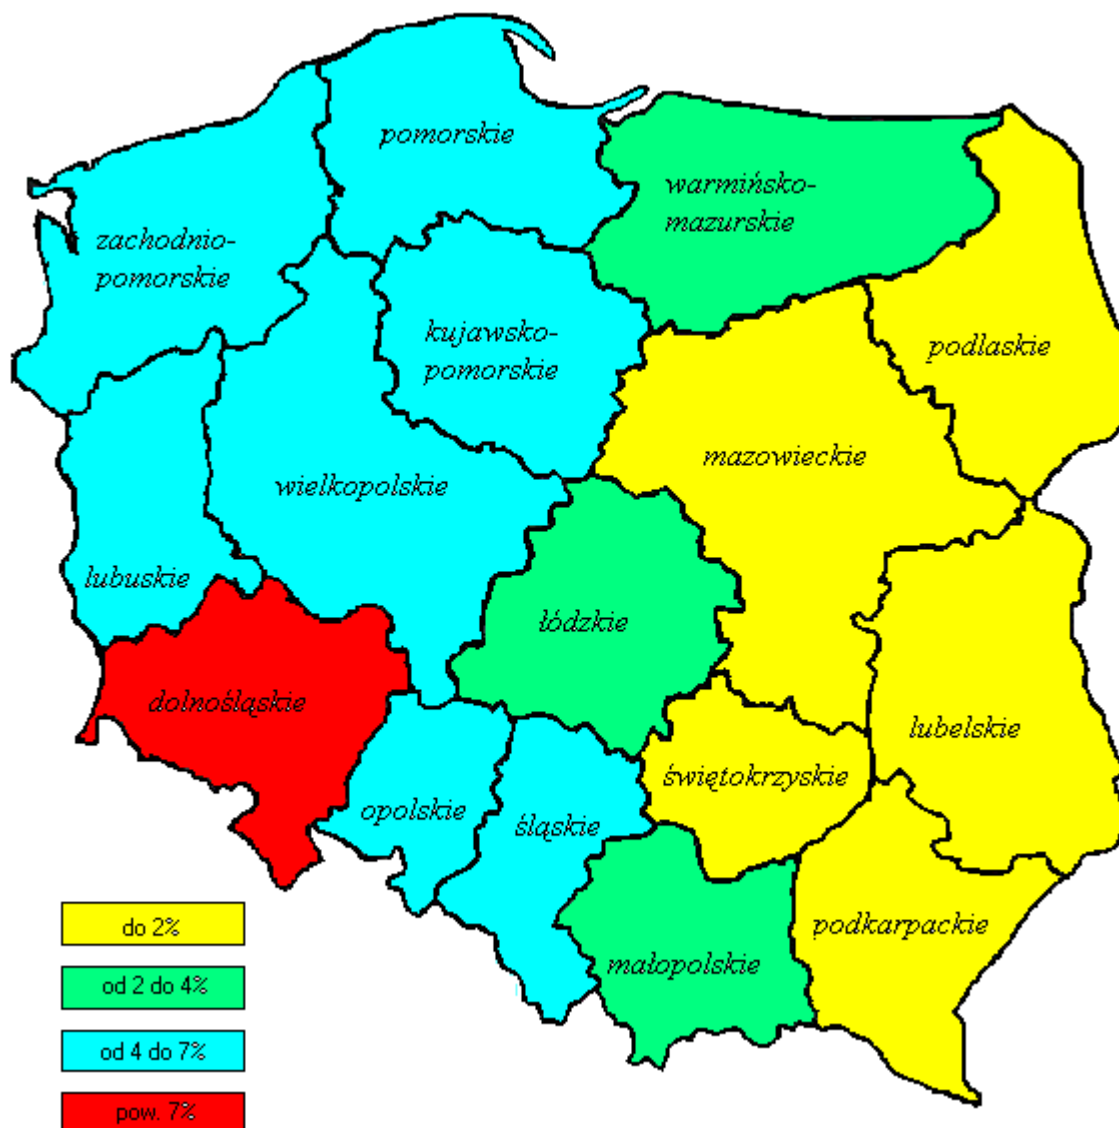 pomorskie
warmińsko-
mazurskie
zachodnio-
pomorskie
kujawsko-
pomorskie
podlaskie
mazowieckie
wielkopolskie
lubuskie
łódzkie
dolnośląskie
lubelskie
świętokrzyskie
opolskie
śląskie
podkarpackie
małopolskie
do 2%
od 2 do 4%
od 4 do 7%
pow. 7%